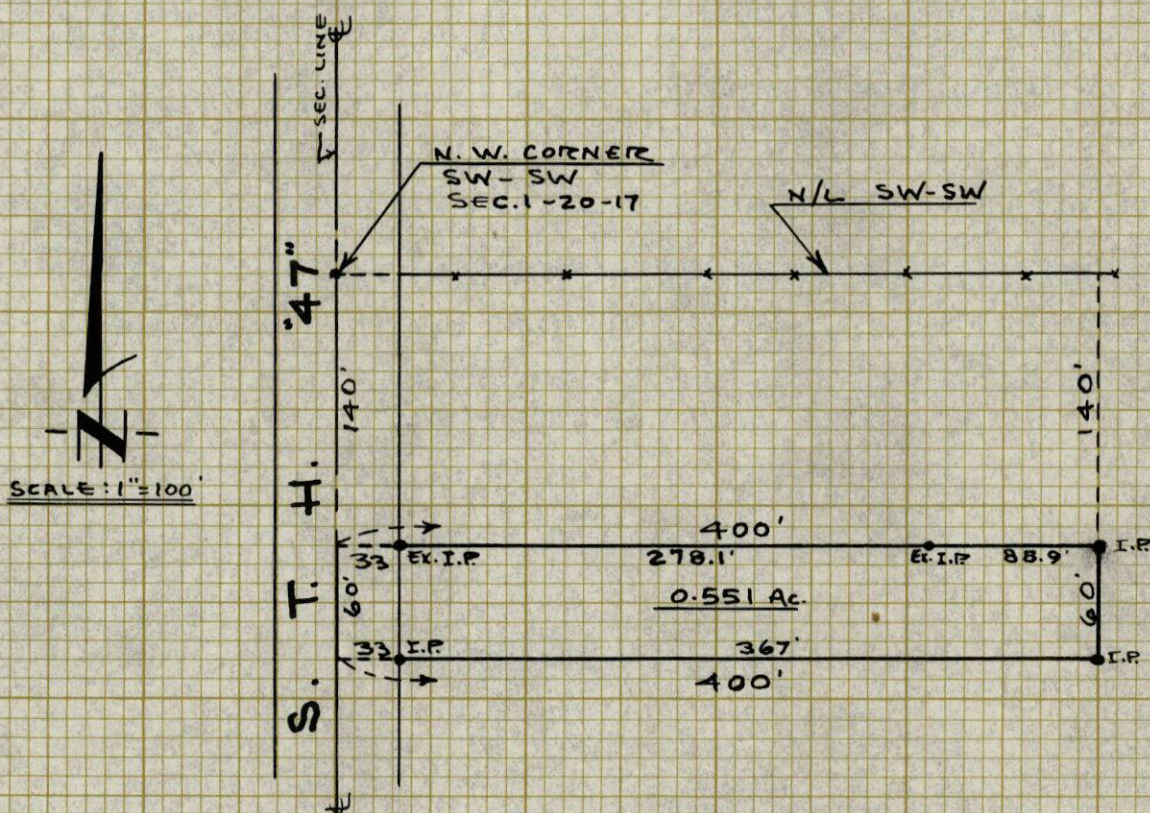 SEC. LINE
N. W. CORNER
SW - SW
SEC. 1 - 20 - 17
N/L SW-SW
S. T. H. "47"
N
SCALE: 1"=100'
140'
140'
400'
33 Ex. I.P. 278.1' Ex. I.P. 88.9' I.P.
60'
0.551 Ac.
60'
33 I.P. 367' I.P.
400'